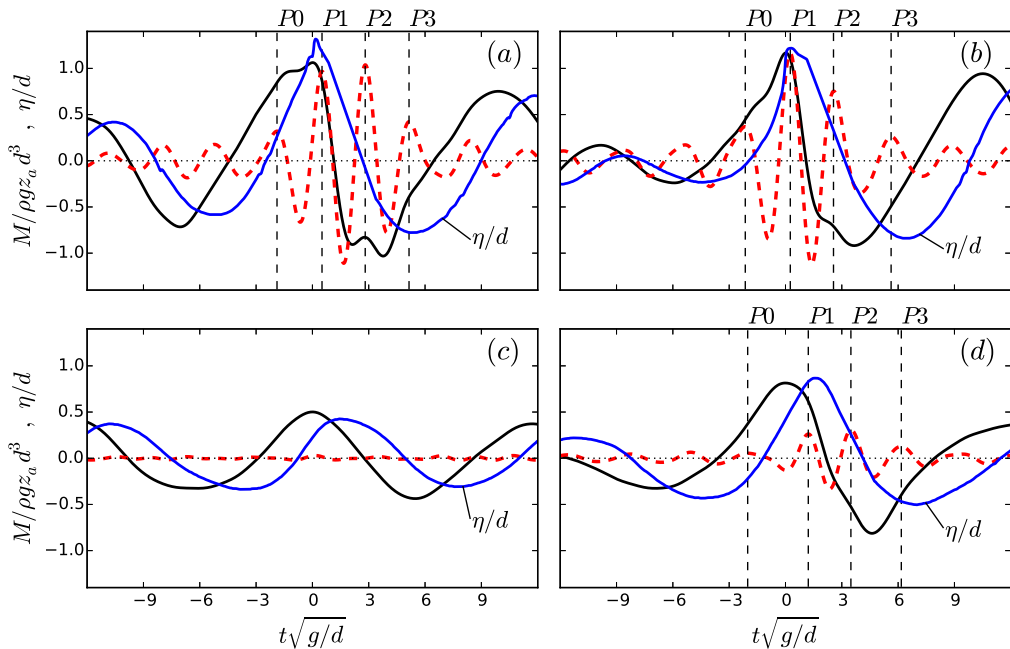 P0 P1 P2 P3 P0 P1 P2 P3
(a) (b)
1.0
0.5
0.0
−0.5
−1.0
M/ρgz_a d³ , η/d
η/d η/d
P0 P1 P2 P3
(c) (d)
1.0
0.5
0.0
−0.5
−1.0
M/ρgz_a d³ , η/d
η/d η/d
−9 −6 −3 0 3 6 9 −9 −6 −3 0 3 6 9
t√g/d t√g/d